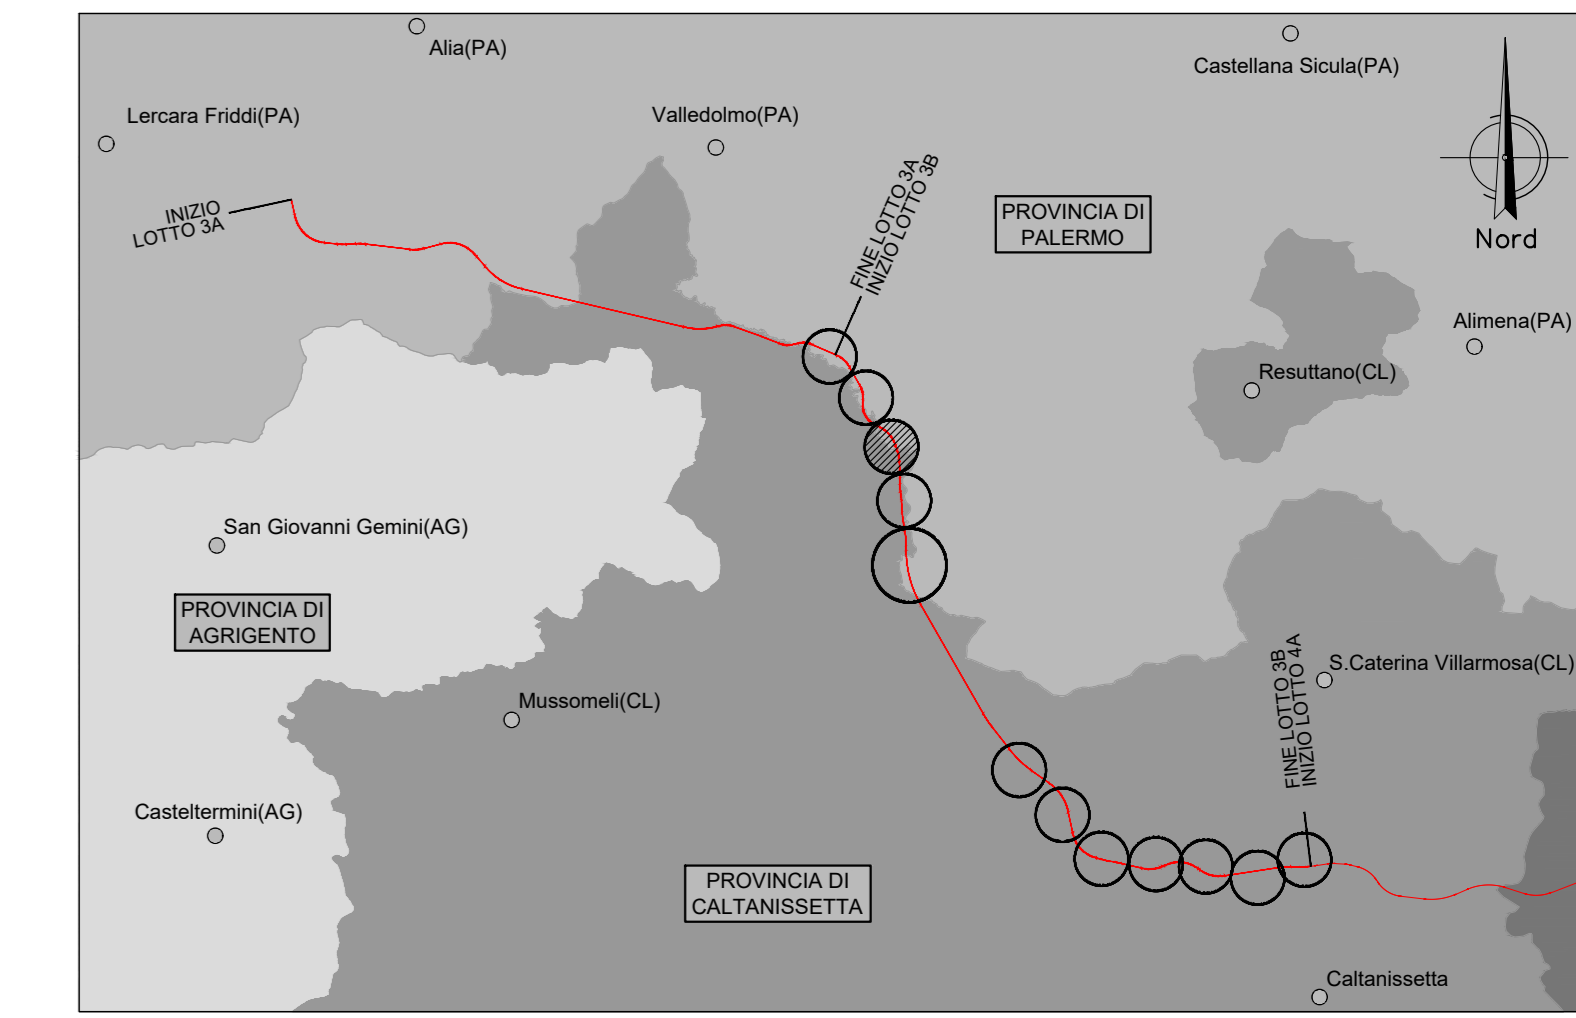 Alia(PA)
Castellana Sicula(PA)
Lercara Friddi(PA)
Valledolmo(PA)
INIZIO
LOTTO 3A
FINE LOTTO 3A
INIZIO LOTTO 3B
PROVINCIA DI
PALERMO
Nord
Alimena(PA)
Resuttano(CL)
San Giovanni Gemini(AG)
PROVINCIA DI
AGRIGENTO
FINE LOTTO 3B
INIZIO LOTTO 4A
S.Caterina Villarmosa(CL)
Mussomeli(CL)
Casteltermini(AG)
PROVINCIA DI
CALTANISSETTA
Caltanissetta